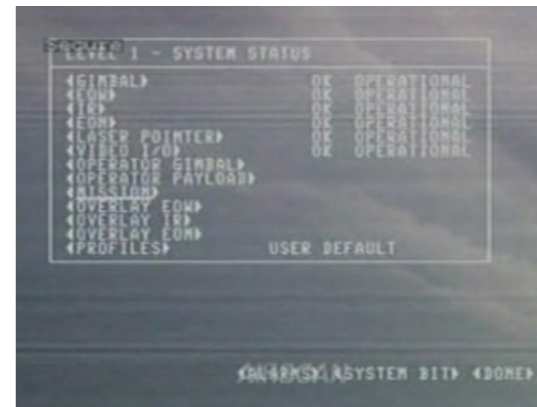 Secure
LEVEL 1 - SYSTEM STATUS
◀GIMBAL▶ OK OPERATIONAL
◀EOW▶ OK OPERATIONAL
◀IR▶ OK OPERATIONAL
◀EON▶ OK OPERATIONAL
◀LASER POINTER▶ OK OPERATIONAL
◀VIDEO I/O▶ OK OPERATIONAL
◀OPERATOR GIMBAL▶
◀OPERATOR PAYLOAD▶
◀MISSION▶
◀OVERLAY EOW▶
◀OVERLAY IR▶
◀OVERLAY EON▶
◀PROFILES▶ USER DEFAULT
◀SYSTEM BIT▶ ◀DONE▶